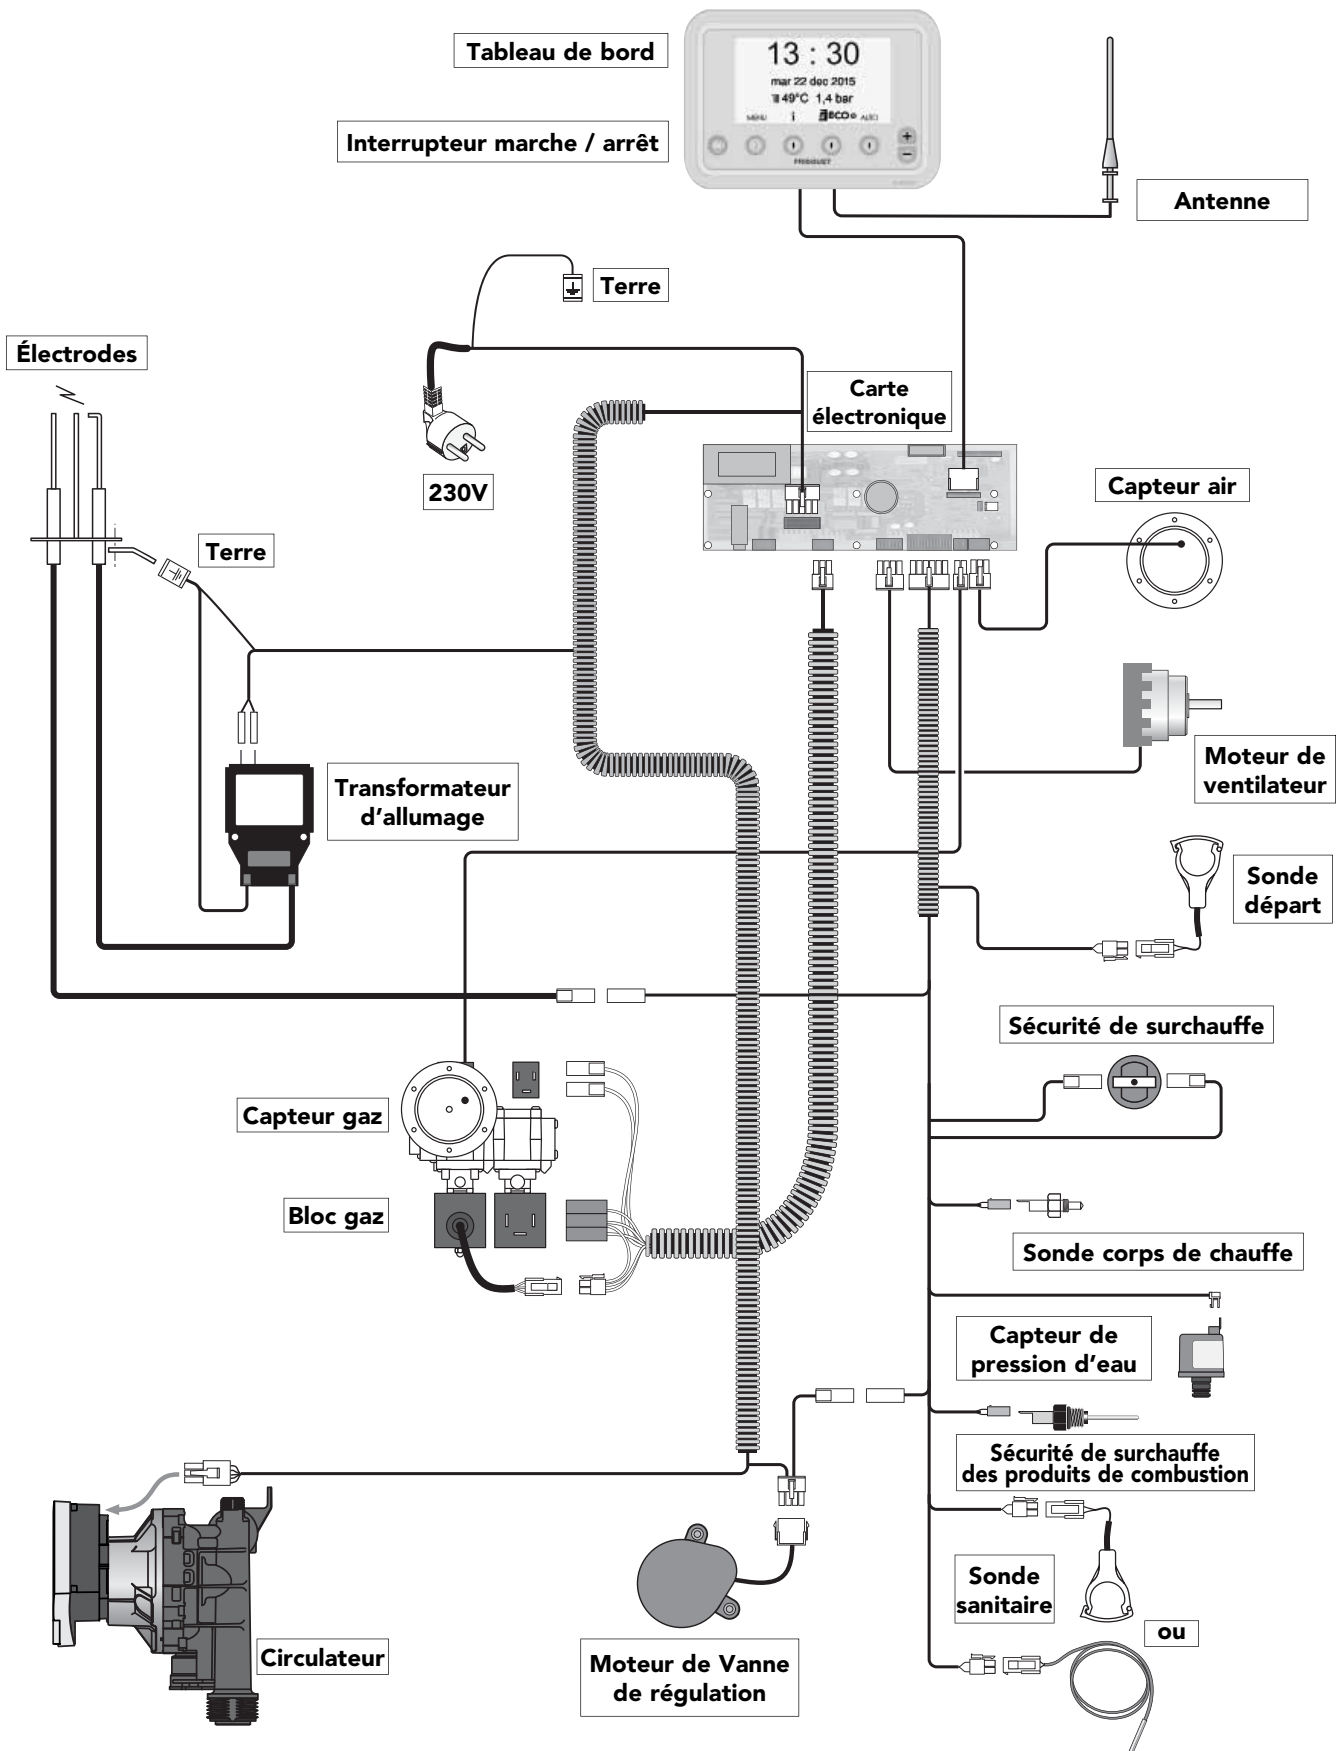 Tableau de bord
13 : 30
mar 22 dec 2015
49°C 1,4 bar
MENU i ECO AUTO
Interrupteur marche / arrêt
+
−
FRISQUET
Antenne
Terre
Électrodes
Carte
électronique
230V
Capteur air
Terre
Moteur de
ventilateur
Transformateur
d'allumage
Sonde
départ
Sécurité de surchauffe
Capteur gaz
Bloc gaz
Sonde corps de chauffe
Capteur de
pression d'eau
Sécurité de surchauffe
des produits de combustion
Sonde
sanitaire
ou
Circulateur
Moteur de Vanne
de régulation